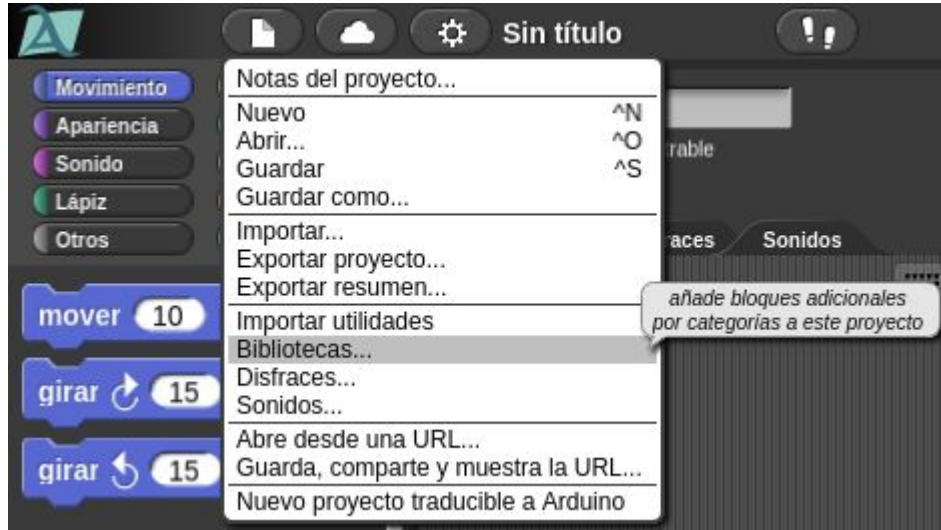 Sin título
Movimiento
Apariencia
Sonido
Lápiz
Otros
mover 10
girar 15
girar 15
Notas del proyecto...
Nuevo ^N
Abrir... ^O
Guardar ^S
Guardar como...
Importar...
Exportar proyecto...
Exportar resumen...
Importar utilidades
Bibliotecas...
Disfraces...
Sonidos...
Abre desde una URL...
Guarda, comparte y muestra la URL...
Nuevo proyecto traducible a Arduino
rable
races
Sonidos
añade bloques adicionales
por categorías a este proyecto